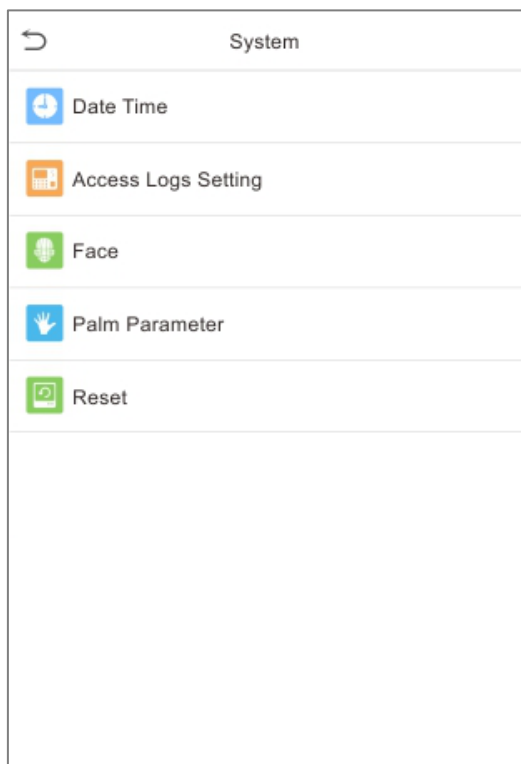 System
Date Time
Access Logs Setting
Face
Palm Parameter
Reset